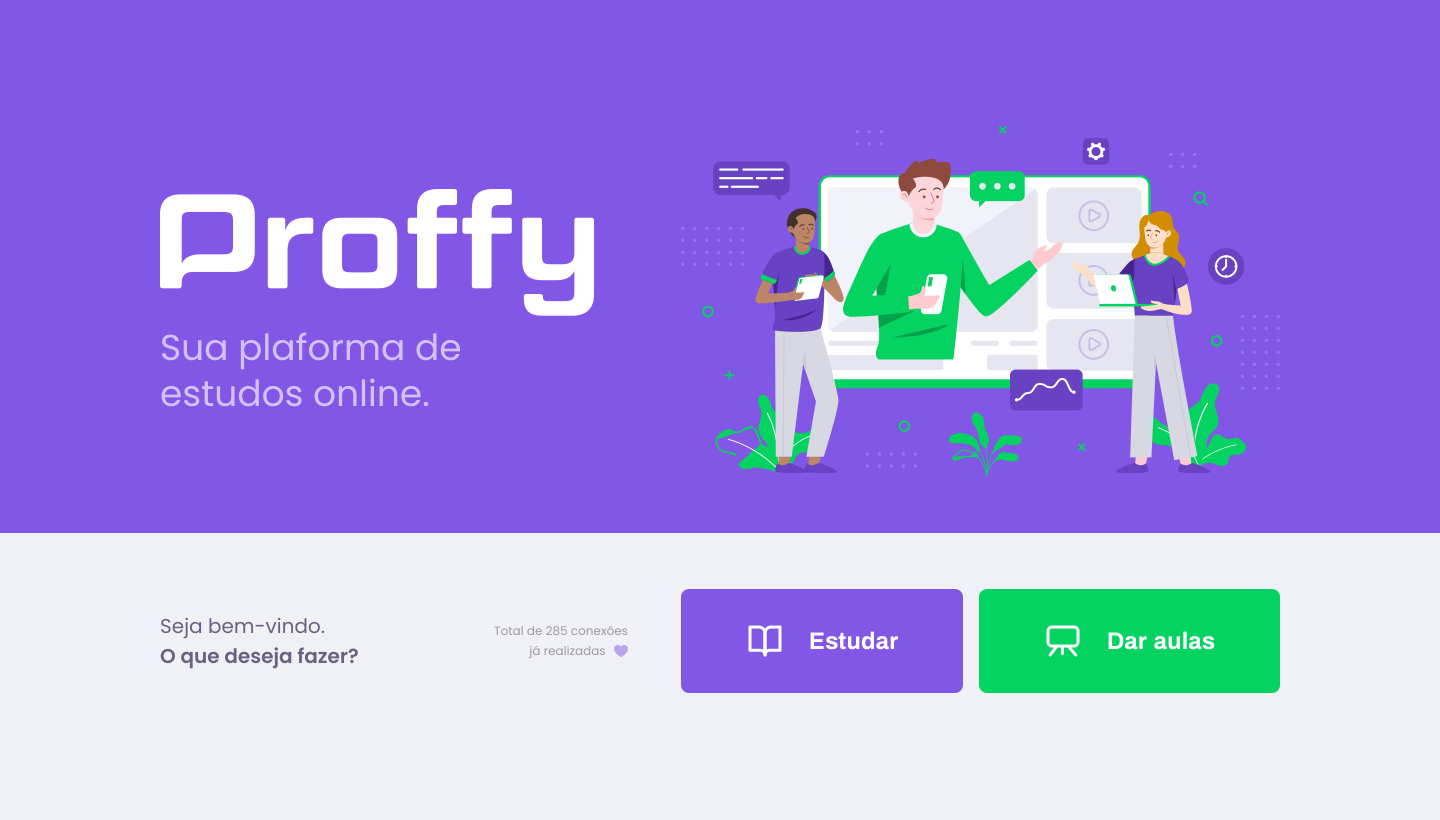 Proffy
Sua plaforma de
estudos online.
Seja bem-vindo.
O que deseja fazer?
Total de 285 conexões
já realizadas
Estudar
Dar aulas